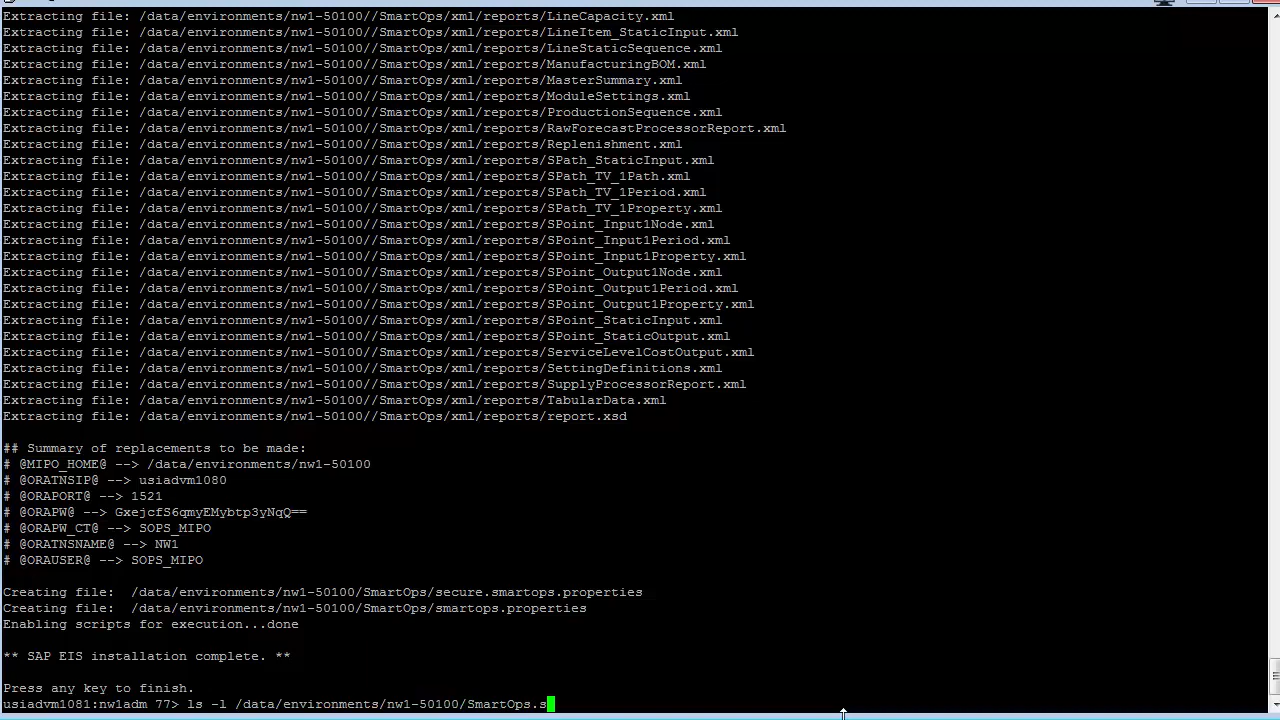 Extracting file: /data/environments/nw1-50100//SmartOps/xml/reports/LineCapacity.xml
Extracting file: /data/environments/nw1-50100//SmartOps/xml/reports/LineItem_StaticInput.xml
Extracting file: /data/environments/nw1-50100//SmartOps/xml/reports/LineStaticSequence.xml
Extracting file: /data/environments/nw1-50100//SmartOps/xml/reports/ManufacturingBOM.xml
Extracting file: /data/environments/nw1-50100//SmartOps/xml/reports/MasterSummary.xml
Extracting file: /data/environments/nw1-50100//SmartOps/xml/reports/ModuleSettings.xml
Extracting file: /data/environments/nw1-50100//SmartOps/xml/reports/ProductionSequence.xml
Extracting file: /data/environments/nw1-50100//SmartOps/xml/reports/RawForecastProcessorReport.xml
Extracting file: /data/environments/nw1-50100//SmartOps/xml/reports/Replenishment.xml
Extracting file: /data/environments/nw1-50100//SmartOps/xml/reports/SPath_StaticInput.xml
Extracting file: /data/environments/nw1-50100//SmartOps/xml/reports/SPath_TV_1Path.xml
Extracting file: /data/environments/nw1-50100//SmartOps/xml/reports/SPath_TV_1Period.xml
Extracting file: /data/environments/nw1-50100//SmartOps/xml/reports/SPath_TV_1Property.xml
Extracting file: /data/environments/nw1-50100//SmartOps/xml/reports/SPoint_Input1Node.xml
Extracting file: /data/environments/nw1-50100//SmartOps/xml/reports/SPoint_Input1Period.xml
Extracting file: /data/environments/nw1-50100//SmartOps/xml/reports/SPoint_Input1Property.xml
Extracting file: /data/environments/nw1-50100//SmartOps/xml/reports/SPoint_Output1Node.xml
Extracting file: /data/environments/nw1-50100//SmartOps/xml/reports/SPoint_Output1Period.xml
Extracting file: /data/environments/nw1-50100//SmartOps/xml/reports/SPoint_Output1Property.xml
Extracting file: /data/environments/nw1-50100//SmartOps/xml/reports/SPoint_StaticInput.xml
Extracting file: /data/environments/nw1-50100//SmartOps/xml/reports/SPoint_StaticOutput.xml
Extracting file: /data/environments/nw1-50100//SmartOps/xml/reports/ServiceLevelCostOutput.xml
Extracting file: /data/environments/nw1-50100//SmartOps/xml/reports/SettingDefinitions.xml
Extracting file: /data/environments/nw1-50100//SmartOps/xml/reports/SupplyProcessorReport.xml
Extracting file: /data/environments/nw1-50100//SmartOps/xml/reports/TabularData.xml
Extracting file: /data/environments/nw1-50100//SmartOps/xml/reports/report.xsd
## Summary of replacements to be made:
# @MIPO_HOME@ --> /data/environments/nw1-50100
# @ORATNSIP@ --> usiadvm1080
# @ORAPORT@ --> 1521
# @ORAPW@ --> GxejcfS6qmyEMybtp3yNqQ==
# @ORAPW_CT@ --> SOPS_MIPO
# @ORATNSNAME@ --> NW1
# @ORAUSER@ --> SOPS_MIPO
Creating file:  /data/environments/nw1-50100/SmartOps/secure.smartops.properties
Creating file:  /data/environments/nw1-50100/SmartOps/smartops.properties
Enabling scripts for execution...done
** SAP EIS installation complete. **
Press any key to finish.
usiadvm1081:nw1adm 77> ls -l /data/environments/nw1-50100/SmartOps.s